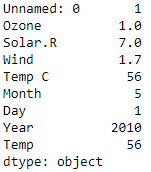 Unnamed: 0 1
Ozone 1.0
Solar.R 7.0
Wind 1.7
Temp C 56
Month 5
Day 1
Year 2010
Temp 56
dtype: object